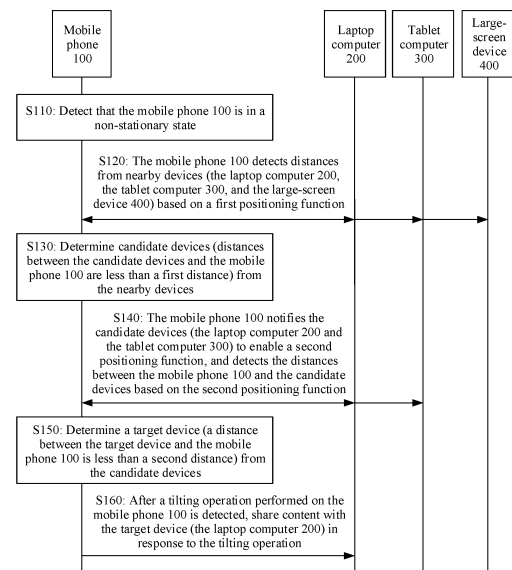 Mobile
phone
100
Laptop
computer
200
Tablet
computer
300
Large-
screen
device
400
S110: Detect that the mobile phone 100 is in a
non-stationary state
S120: The mobile phone 100 detects distances
from nearby devices (the laptop computer 200,
the tablet computer 300, and the large-screen
device 400) based on a first positioning function
S130: Determine candidate devices (distances
between the candidate devices and the mobile
phone 100 are less than a first distance) from
the nearby devices
S140: The mobile phone 100 notifies the
candidate devices (the laptop computer 200 and
the tablet computer 300) to enable a second
positioning function, and detects the distances
between the mobile phone 100 and the candidate
devices based on the second positioning function
S150: Determine a target device (a distance
between the target device and the mobile
phone 100 is less than a second distance) from
the candidate devices
S160: After a tilting operation performed on the
mobile phone 100 is detected, share content with
the target device (the laptop computer 200) in
response to the tilting operation